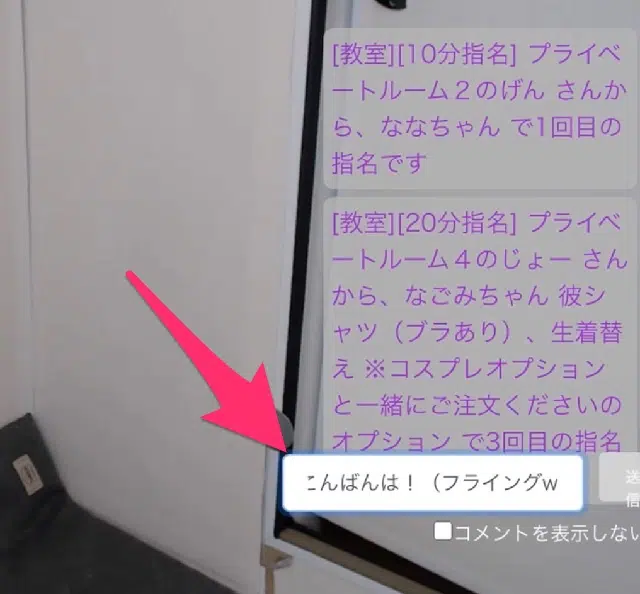 [教室][10分指名] プライベ
ートルーム２のげん さんか
ら、ななちゃん で1回目の
指名です
[教室][20分指名] プライベ
ートルーム４のじょー さん
から、なごみちゃん 彼シ
ャツ（ブラあり）、生着替
え ※コスプレオプション
と一緒にご注文くださいの
オプション で3回目の指名
こんばんは！（フライングw
送
信
コメントを表示しない